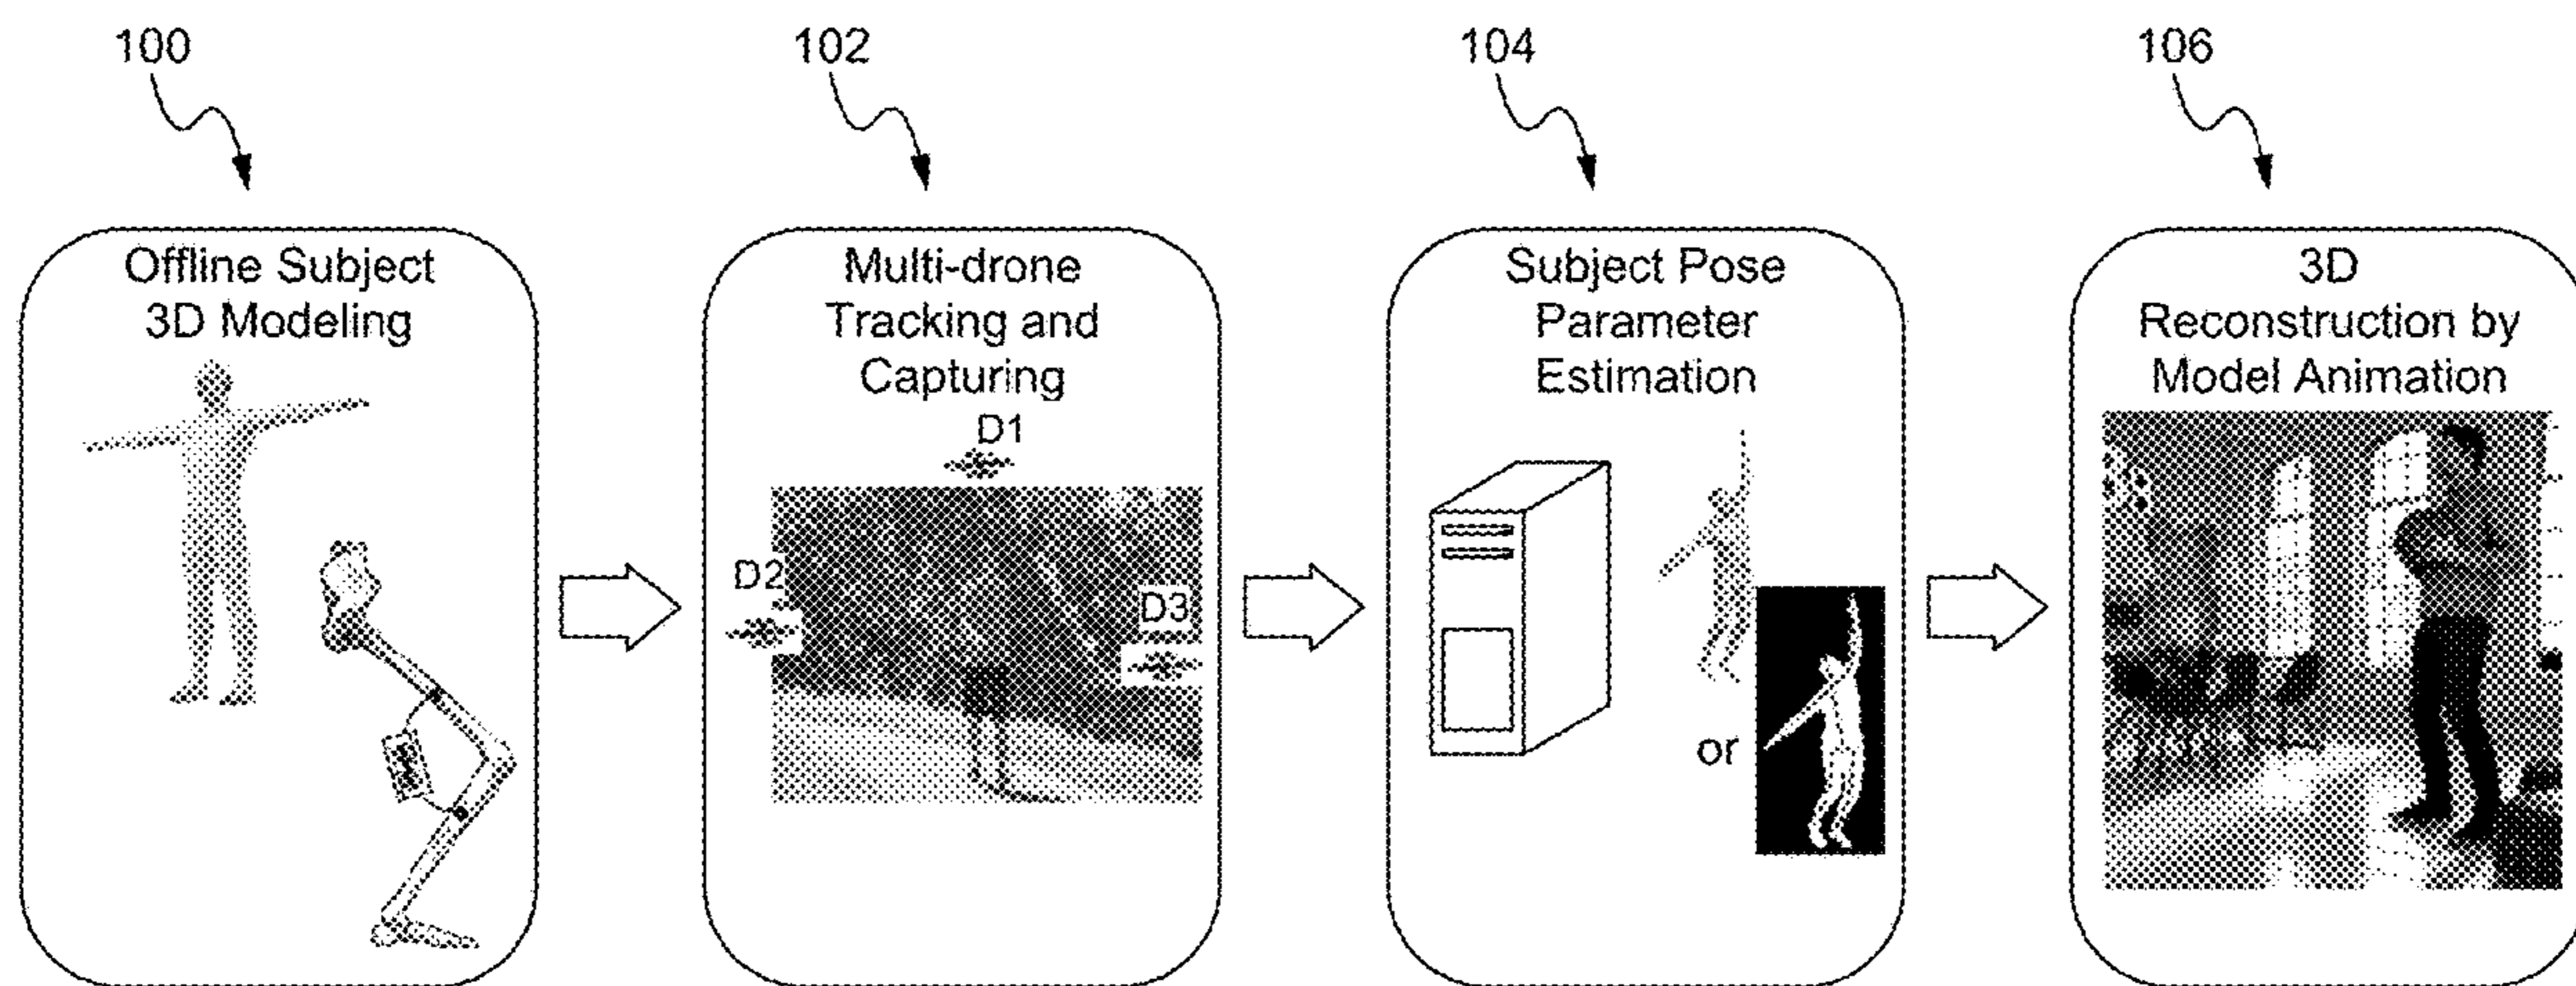 100
102
104
106
Offline Subject
3D Modeling
Multi-drone
Tracking and
Capturing
D1
D2
D3
Subject Pose
Parameter
Estimation
or
3D
Reconstruction by
Model Animation